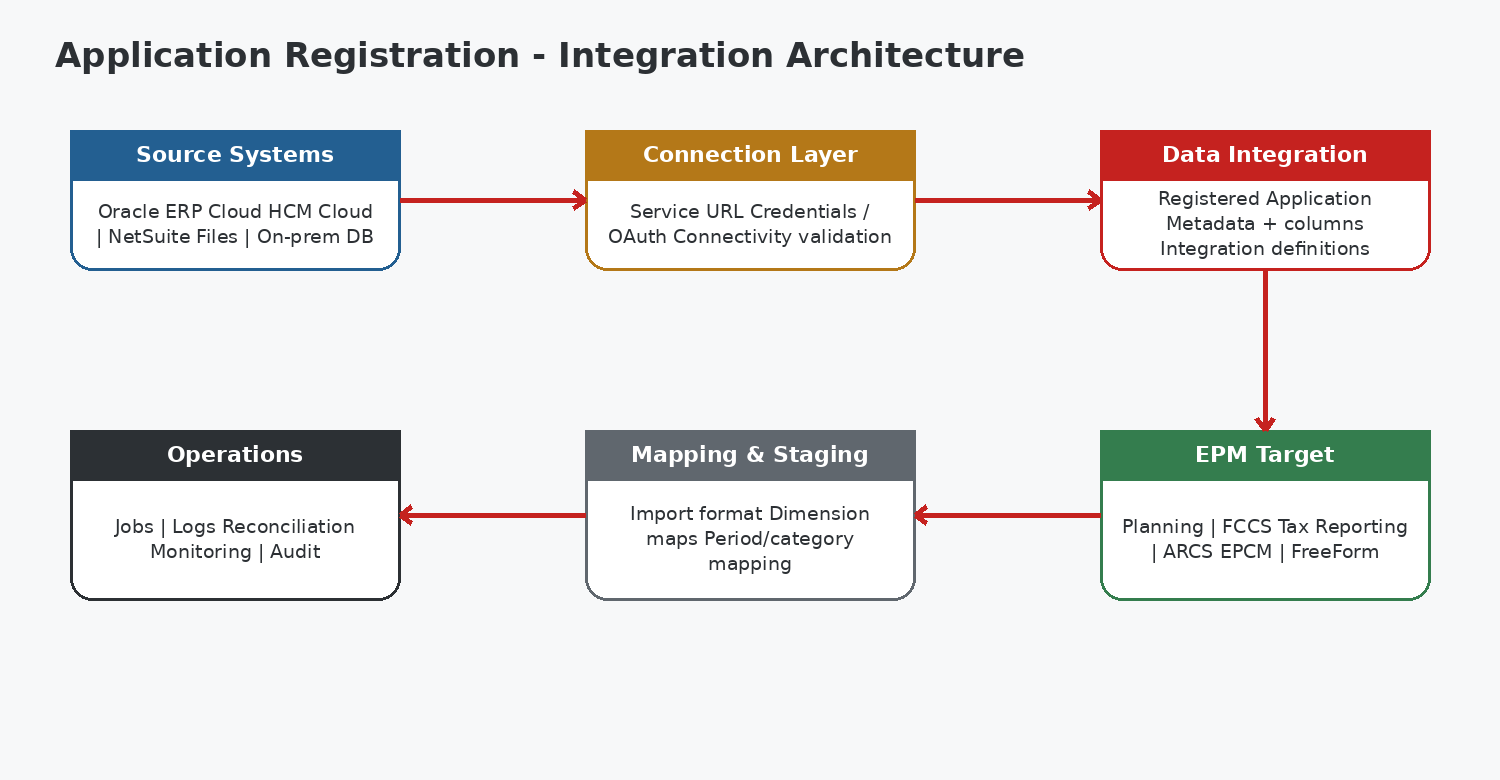 Application Registration - Integration Architecture
Source Systems
Oracle ERP Cloud HCM Cloud
| NetSuite Files | On-prem DB
Connection Layer
Service URL Credentials /
OAuth Connectivity validation
Data Integration
Registered Application
Metadata + columns
Integration definitions
Operations
Jobs | Logs Reconciliation
Monitoring | Audit
Mapping & Staging
Import format Dimension
maps Period/category
mapping
EPM Target
Planning | FCCS Tax Reporting
| ARCS EPCM | FreeForm